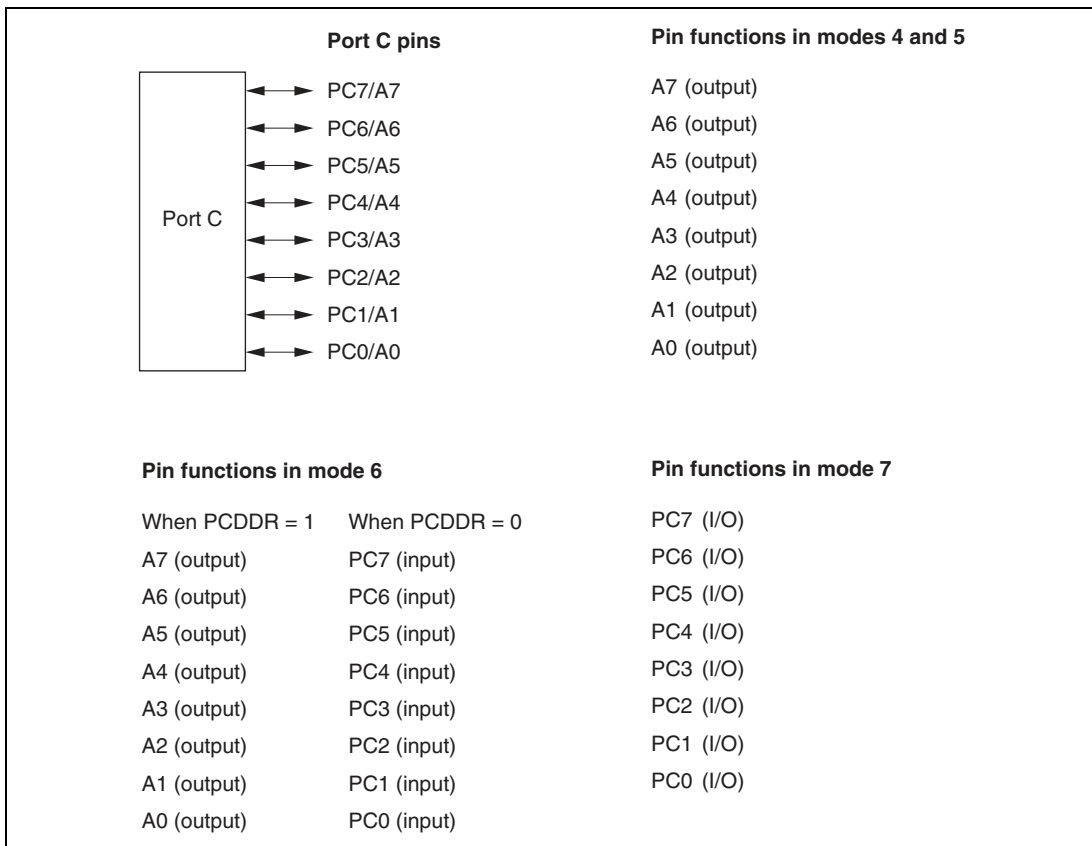 Port C pins Pin functions in modes 4 and 5
Port C
PC7/A7 A7 (output)
PC6/A6 A6 (output)
PC5/A5 A5 (output)
PC4/A4 A4 (output)
PC3/A3 A3 (output)
PC2/A2 A2 (output)
PC1/A1 A1 (output)
PC0/A0 A0 (output)
Pin functions in mode 6 Pin functions in mode 7
When PCDDR = 1 When PCDDR = 0 PC7 (I/O)
A7 (output) PC7 (input) PC6 (I/O)
A6 (output) PC6 (input) PC5 (I/O)
A5 (output) PC5 (input) PC4 (I/O)
A4 (output) PC4 (input) PC3 (I/O)
A3 (output) PC3 (input) PC2 (I/O)
A2 (output) PC2 (input) PC1 (I/O)
A1 (output) PC1 (input) PC0 (I/O)
A0 (output) PC0 (input)